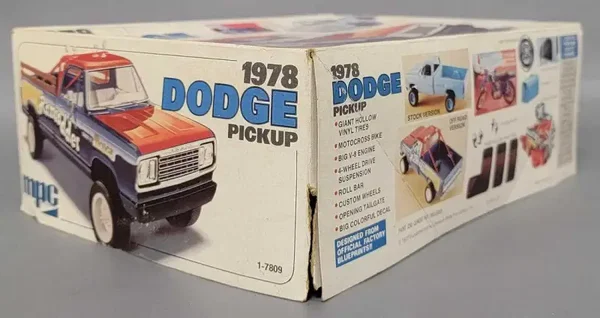 1978
DODGE
PICKUP
mpc
1-7809
1978
DODGE
PICKUP
•GIANT HOLLOW
VINYL TIRES
•MOTOCROSS BIKE
•BIG V-8 ENGINE
•4-WHEEL DRIVE
SUSPENSION
•ROLL BAR
•CUSTOM WHEELS
•OPENING TAILGATE
•BIG COLORFUL DECAL
DESIGNED FROM
OFFICIAL FACTORY
BLUEPRINTS!
STOCK VERSION
OFF ROAD
VERSION